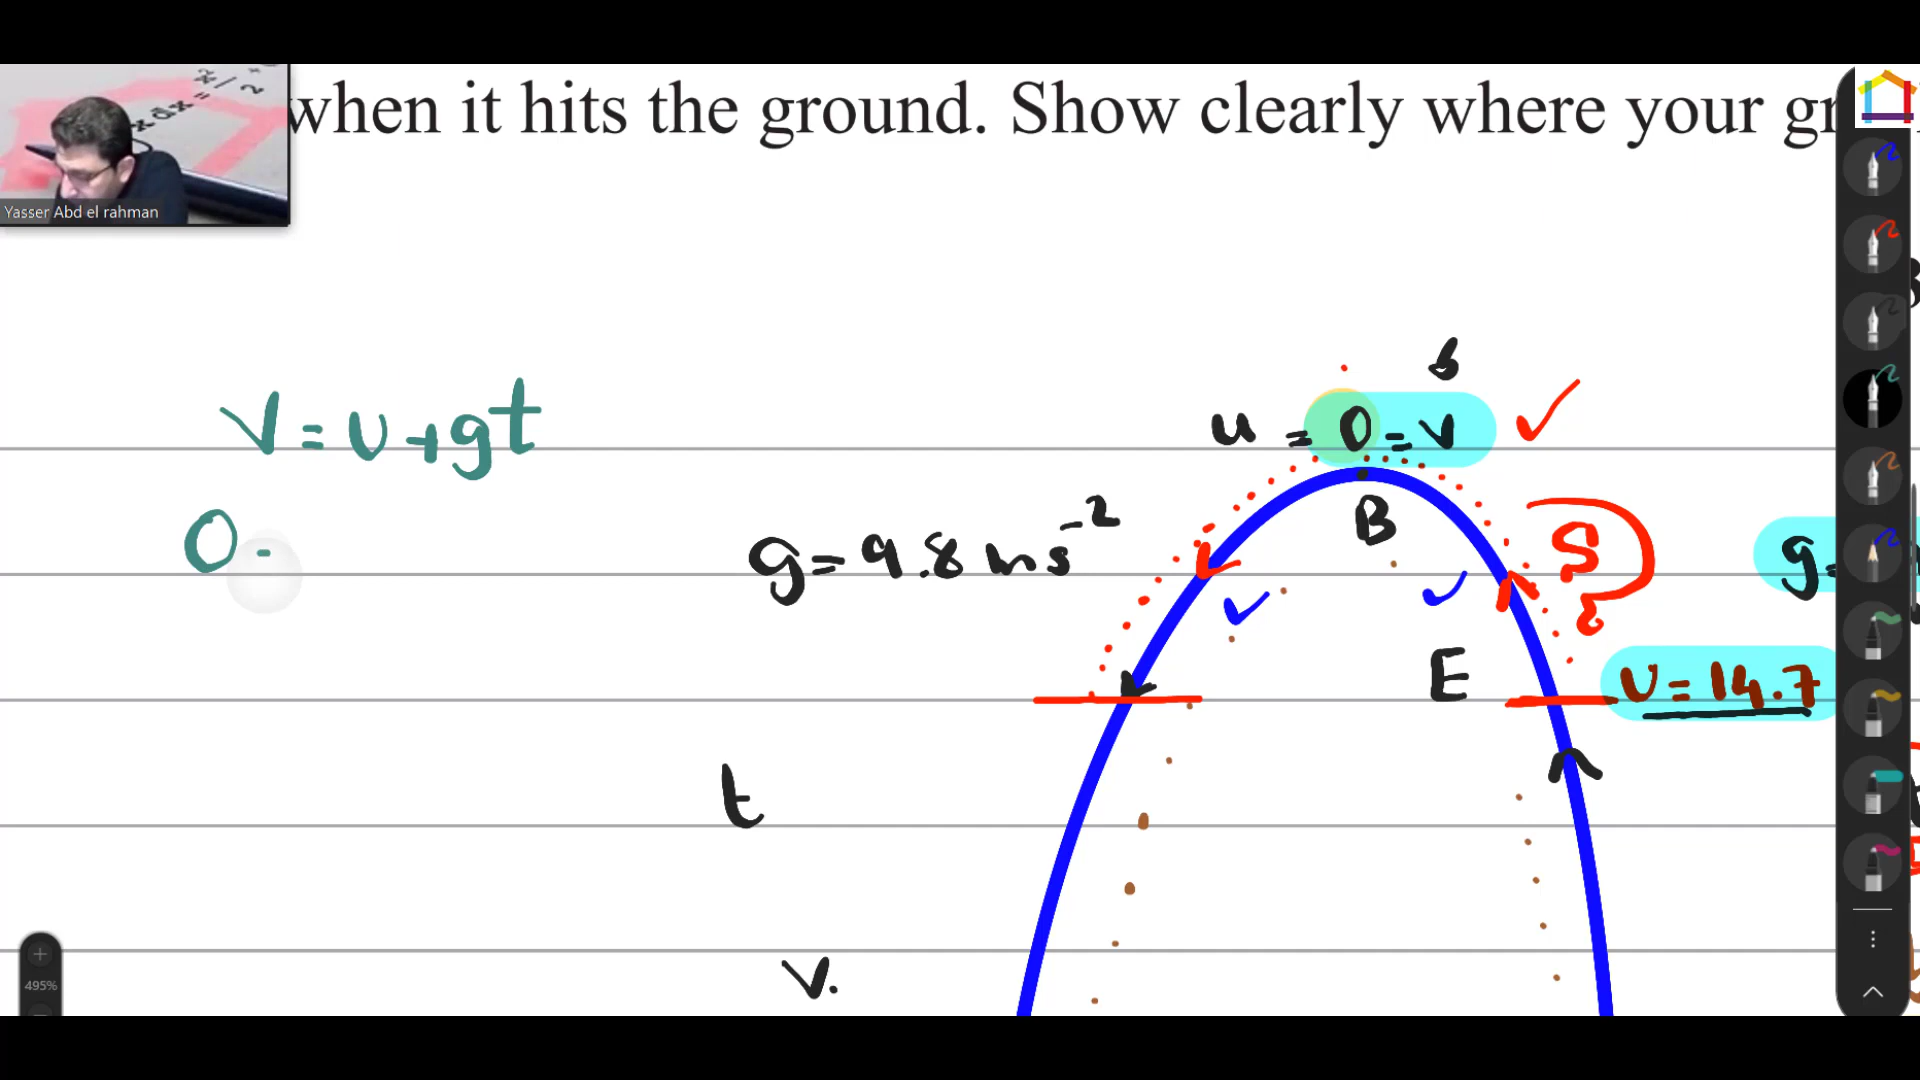 when it hits the ground. Show clearly where your gr
Yasser Abd el rahman
V = U + gt
0 -
u = 0 = v
g = 9.8 ms⁻²
B
S
g =
E
U = 14.7
t
v.
495%